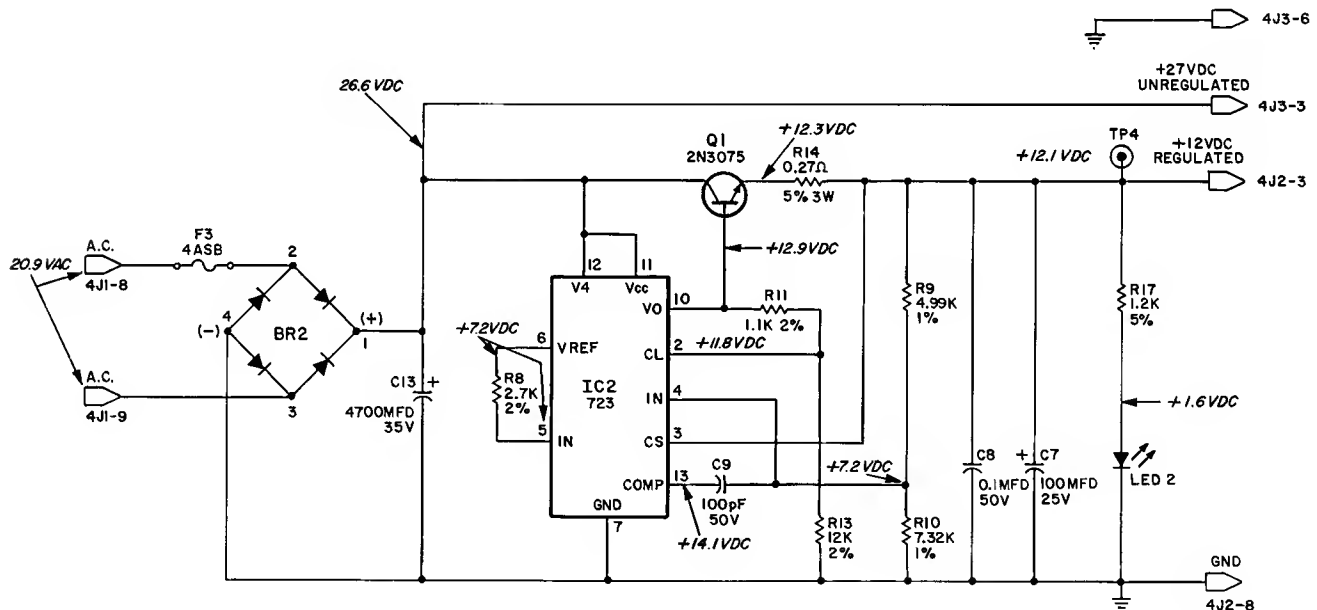 4J3-6
+27VDC
UNREGULATED
4J3-3
26.6 VDC
Q1
2N3075
+12.3VDC
R14
0.27Ω
5% 3W
TP4
+12.1VDC
+12VDC
REGULATED
4J2-3
+12.9VDC
A.C.
4J1-8
F3
4ASB
20.9 VAC
A.C.
4J1-9
2
4
(-)
BR2
(+)
1
3
C13
+
4700MFD
35V
12
11
V4
Vcc
VO
10
R11
1.1K 2%
+7.2VDC
6
VREF
CL
2
+11.8VDC
R8
2.7K
2%
IC2
723
IN
4
5
IN
CS
3
COMP
13
C9
100pF
50V
GND
7
+14.1VDC
R9
4.99K
1%
+7.2VDC
R13
12K
2%
R10
7.32K
1%
C8
0.1MFD
50V
+
C7
100MFD
25V
R17
1.2K
5%
+1.6VDC
LED 2
GND
4J2-8